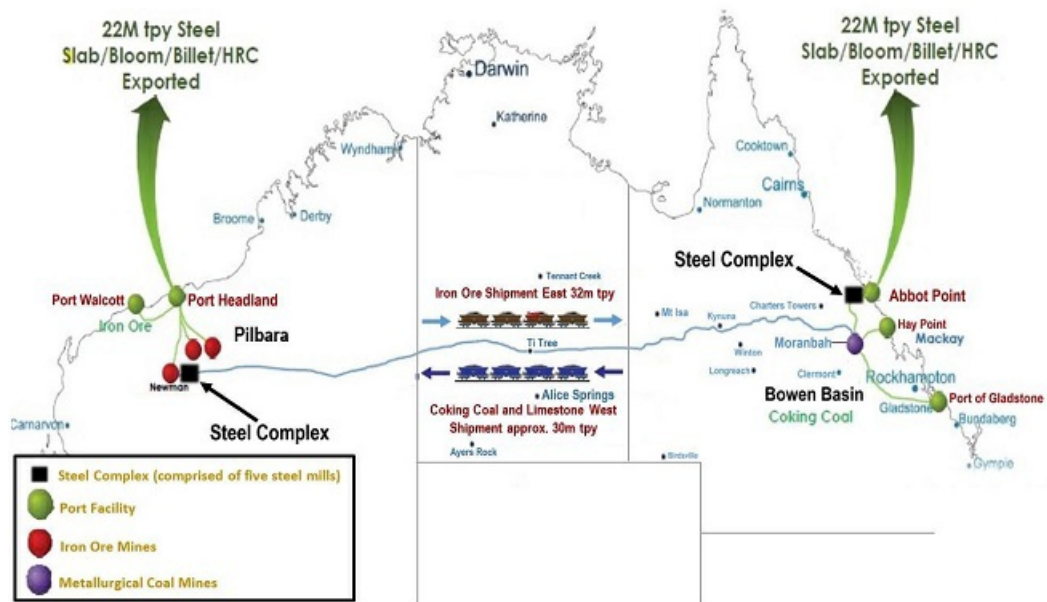 22M tpy Steel
Slab/Bloom/Billet/HRC
Exported
22M tpy Steel
Slab/Bloom/Billet/HRC
Exported
Darwin
Katherine
Wyndham
Cooktown
Cairns
Normanton
Broome
Derby
Steel Complex
Tennant Creek
Port Walcott
Port Headland
Iron Ore Shipment East 32m tpy
Abbot Point
Iron Ore
Charters Towers
Mt Isa
Kynuna
Hay Point
Mackay
Pilbara
Ti Tree
Winton
Moranbah
Longreach
Clermont
Rockhampton
Newman
Alice Springs
Bowen Basin
Coking Coal
Gladstone
Port of Gladstone
Coking Coal and Limestone West
Shipment approx. 30m tpy
Carnarvon
Steel Complex
Bundaberg
Ayers Rock
Birdsville
Gympie
Steel Complex (comprised of five steel mills)
Port Facility
Iron Ore Mines
Metallurgical Coal Mines